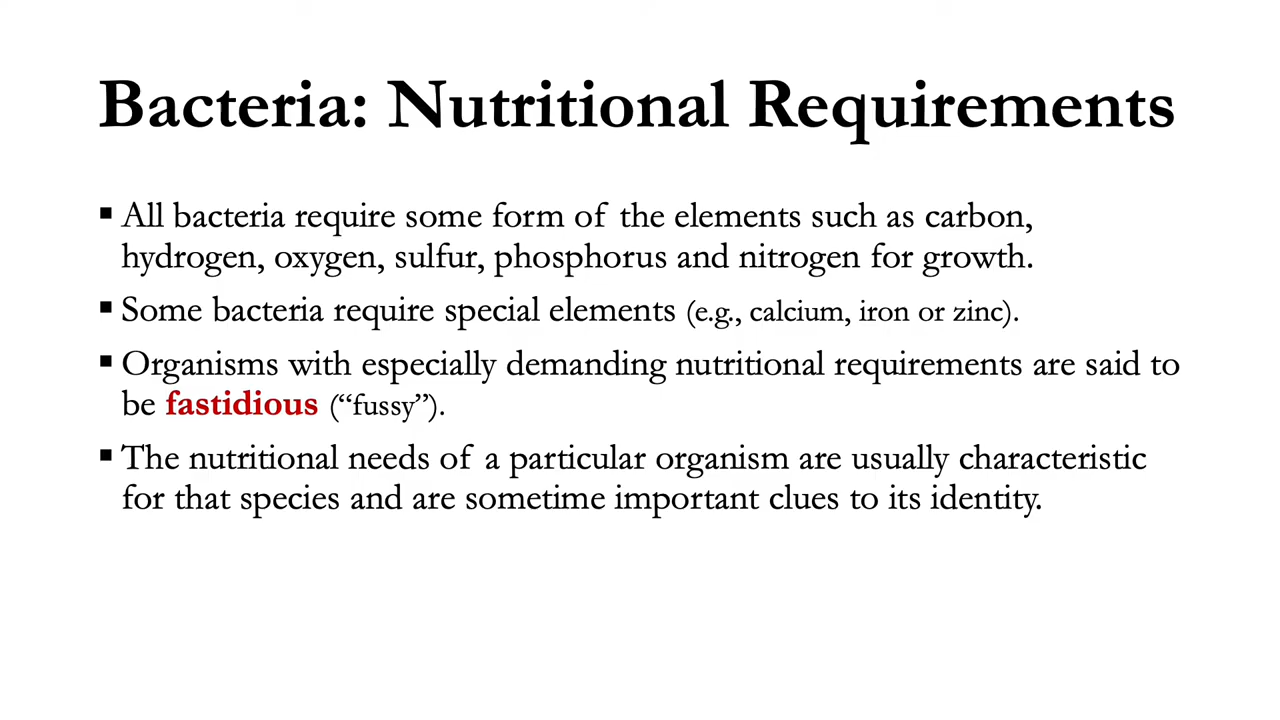 Bacteria: Nutritional Requirements
▪ All bacteria require some form of the elements such as carbon,
hydrogen, oxygen, sulfur, phosphorus and nitrogen for growth.
▪ Some bacteria require special elements (e.g., calcium, iron or zinc).
▪ Organisms with especially demanding nutritional requirements are said to
be fastidious (“fussy”).
▪ The nutritional needs of a particular organism are usually characteristic
for that species and are sometime important clues to its identity.